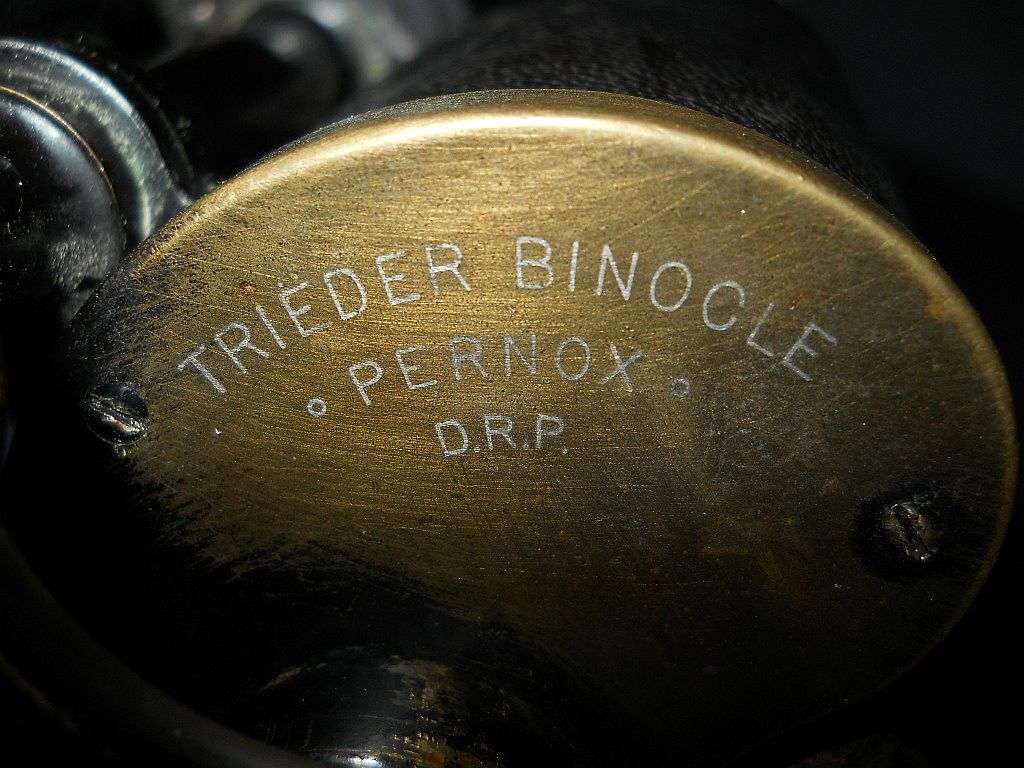 TRIËDER BINOCLE
∘ PERNOX ∘
D.R.P.